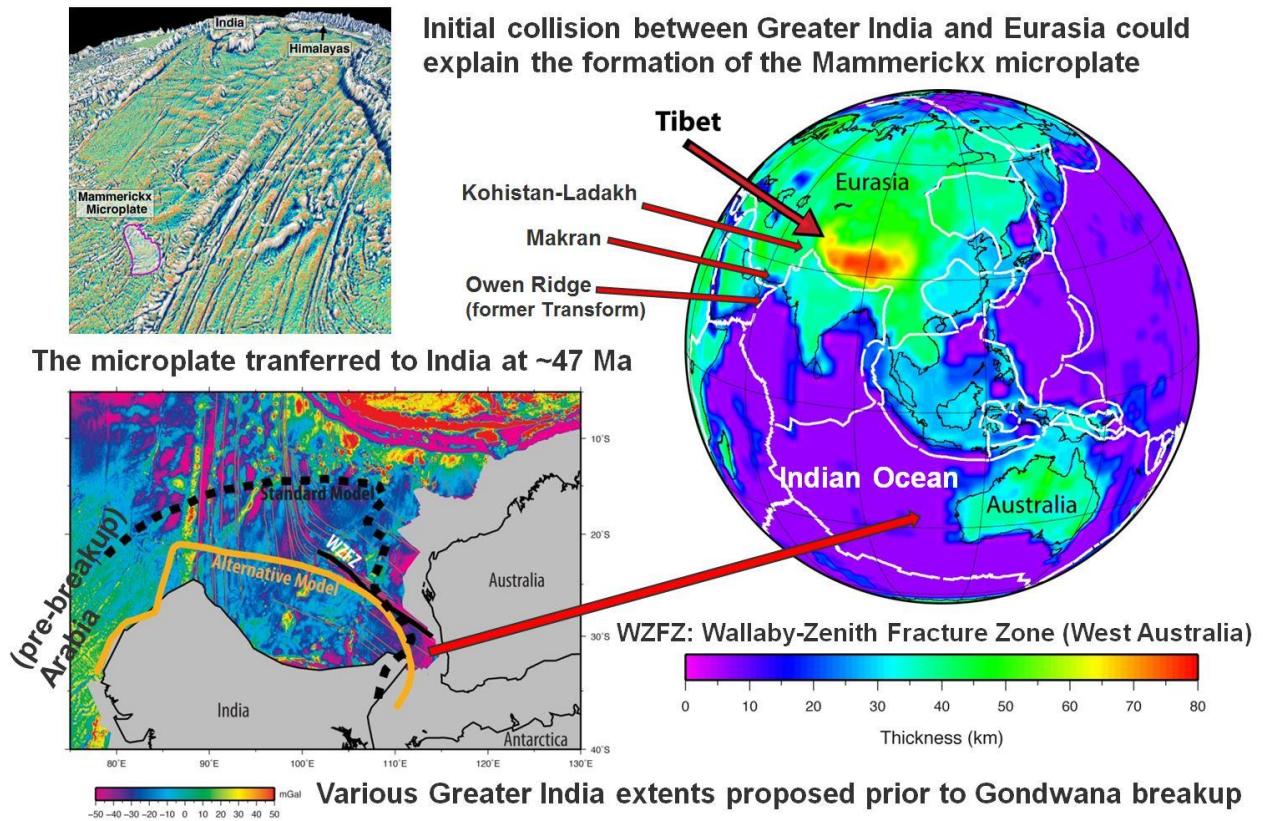 Initial collision between Greater India and Eurasia could
explain the formation of the Mammerickx microplate
India
Himalayas
Mammerickx
Microplate
Tibet
Eurasia
Kohistan-Ladakh
Makran
Owen Ridge
(former Transform)
Indian Ocean
Australia
The microplate tranferred to India at ~47 Ma
10°S
20°S
30°S
40°S
80°E
90°E
100°E
110°E
120°E
130°E
Standard Model
WZFZ
Alternative Model
Australia
(pre-breakup)
Arabia
India
Antarctica
WZFZ: Wallaby-Zenith Fracture Zone (West Australia)
0 10 20 30 40 50 60 70 80
Thickness (km)
mGal
-50 -40 -30 -20 -10 0 10 20 30 40 50
Various Greater India extents proposed prior to Gondwana breakup